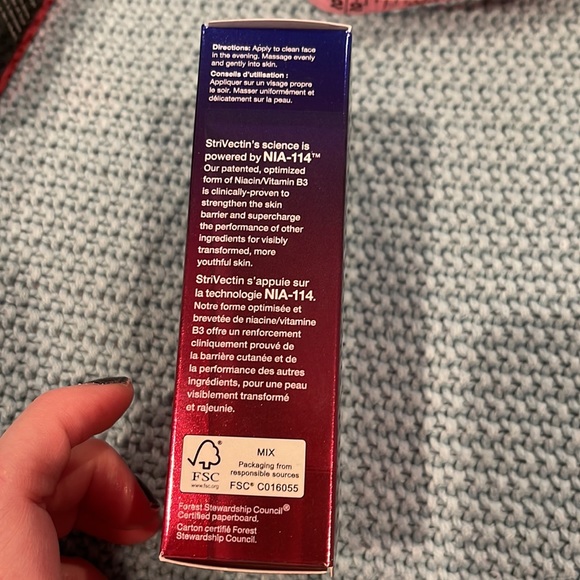 Directions: Apply to clean face
in the evening. Massage evenly
and gently into skin.
Conseils d'utilisation :
Appliquer sur un visage propre
le soir. Masser uniformément et
délicatement sur la peau.
StriVectin's science is
powered by NIA-114™
Our patented, optimized
form of Niacin/Vitamin B3
is clinically-proven to
strengthen the skin
barrier and supercharge
the performance of other
ingredients for visibly
transformed, more
youthful skin.
StriVectin s'appuie sur
la technologie NIA-114.
Notre forme optimisée et
brevetée de niacine/vitamine
B3 offre un renforcement
cliniquement prouvé de
la barrière cutanée et de
la performance des autres
ingrédients, pour une peau
visiblement transformé
et rajeunie.
FSC
www.fsc.org
MIX
Packaging from
responsible sources
FSC® C016055
Forest Stewardship Council®
Certified paperboard.
Carton certifié Forest
Stewardship Council.